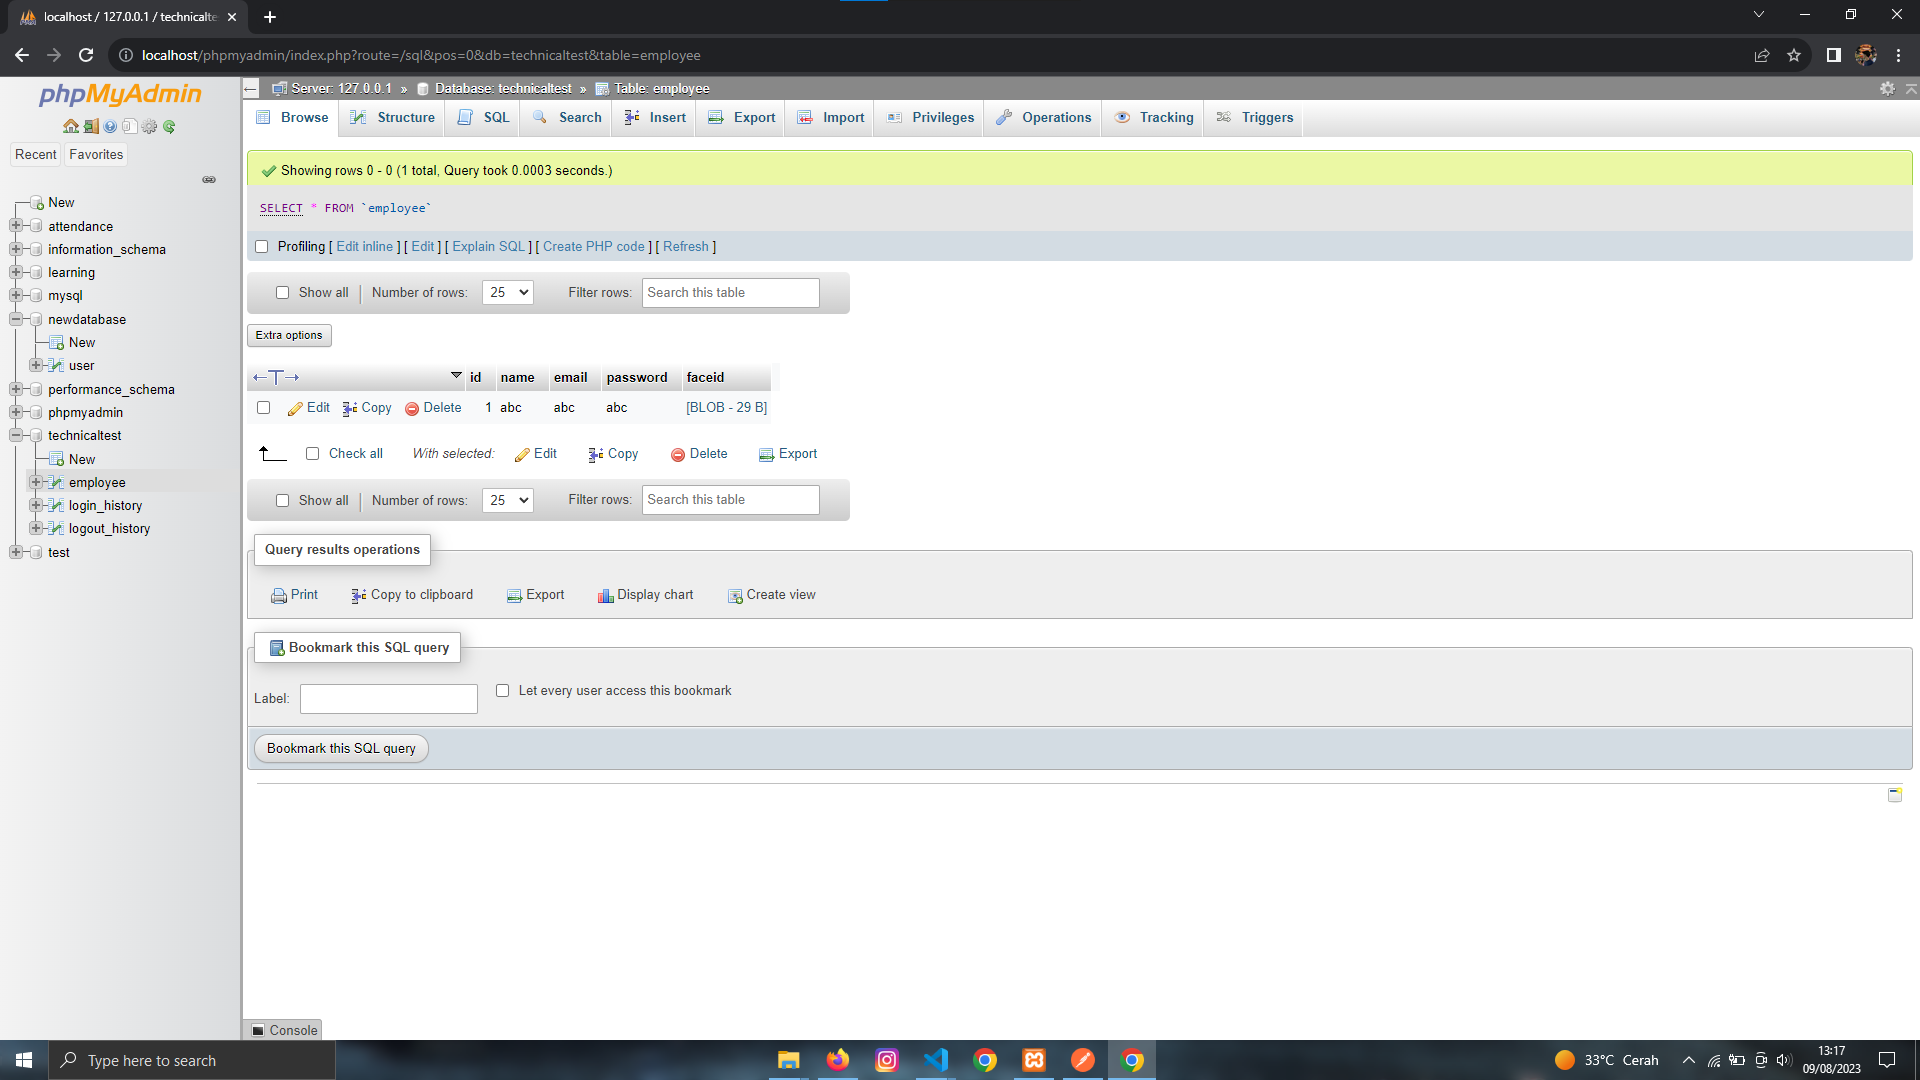 localhost / 127.0.0.1 / technicalte
localhost/phpmyadmin/index.php?route=/sql&pos=0&db=technicaltest&table=employee
phpMyAdmin
Recent Favorites
New
attendance
information_schema
learning
mysql
newdatabase
New
user
performance_schema
phpmyadmin
technicaltest
New
employee
login_history
logout_history
test
Server: 127.0.0.1 » Database: technicaltest » Table: employee
Browse Structure SQL Search Insert Export Import Privileges Operations Tracking Triggers
Showing rows 0 - 0 (1 total, Query took 0.0003 seconds.)
SELECT * FROM `employee`
Profiling [ Edit inline ] [ Edit ] [ Explain SQL ] [ Create PHP code ] [ Refresh ]
Show all Number of rows: 25 Filter rows: Search this table
Extra options
←T→ id name email password faceid
Edit Copy Delete 1 abc abc abc [BLOB - 29 B]
Check all With selected: Edit Copy Delete Export
Show all Number of rows: 25 Filter rows: Search this table
Query results operations
Print Copy to clipboard Export Display chart Create view
Bookmark this SQL query
Label: Let every user access this bookmark
Bookmark this SQL query
Console
Type here to search
33°C Cerah
13:17
09/08/2023